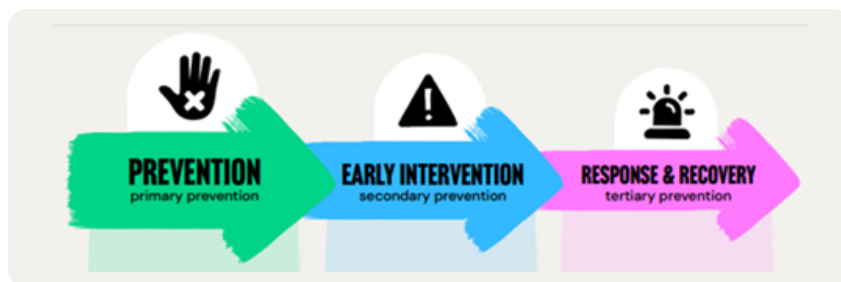 PREVENTION
primary prevention
EARLY INTERVENTION
secondary prevention
RESPONSE & RECOVERY
tertiary prevention